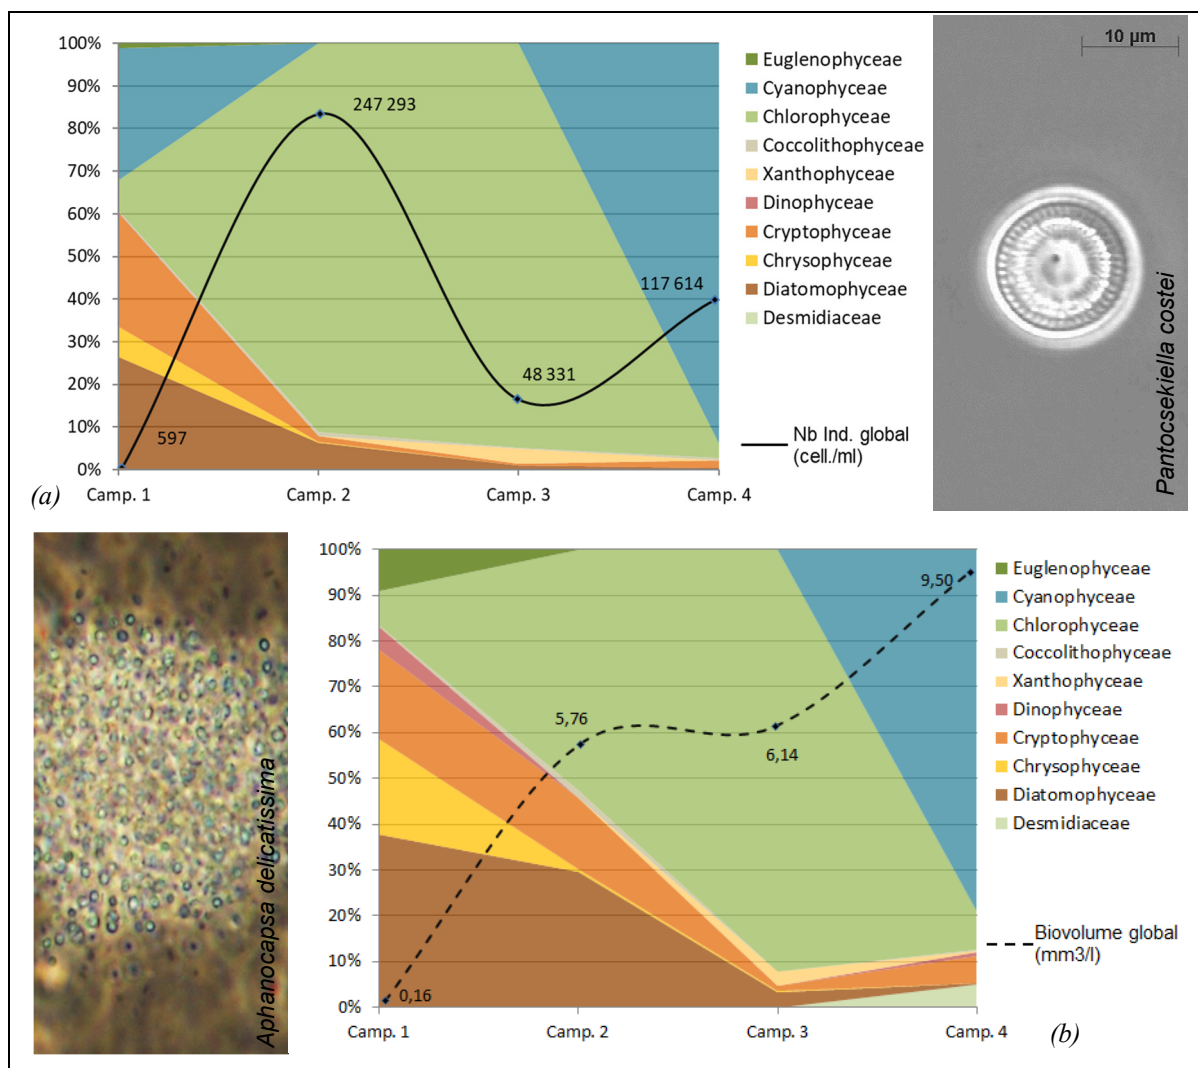 100%
90%
80%
70%
60%
50%
40%
30%
20%
10%
0%
247 293
117 614
48 331
597
Camp. 1
Camp. 2
Camp. 3
Camp. 4
(a)
Euglenophyceae
Cyanophyceae
Chlorophyceae
Coccolithophyceae
Xanthophyceae
Dinophyceae
Cryptophyceae
Chrysophyceae
Diatomophyceae
Desmidiaceae
Nb Ind. global
(cell./ml)
10 µm
Pantocsekiella costei
Aphanocapsa delicatissima
100%
90%
80%
70%
60%
50%
40%
30%
20%
10%
0%
9,50
5,76
6,14
0,16
Camp. 1
Camp. 2
Camp. 3
Camp. 4
Euglenophyceae
Cyanophyceae
Chlorophyceae
Coccolithophyceae
Xanthophyceae
Dinophyceae
Cryptophyceae
Chrysophyceae
Diatomophyceae
Desmidiaceae
Biovolume global
(mm3/l)
(b)